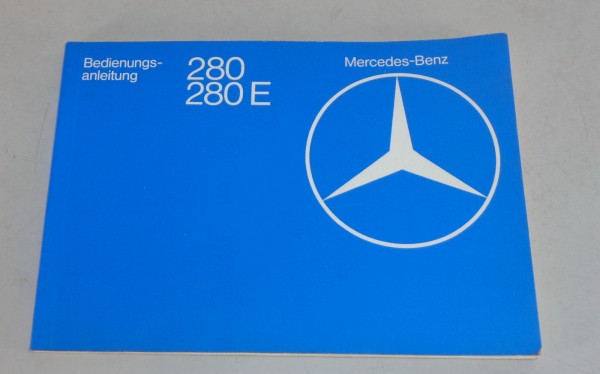 Bedienungs-
anleitung
280
280 E
Mercedes-Benz